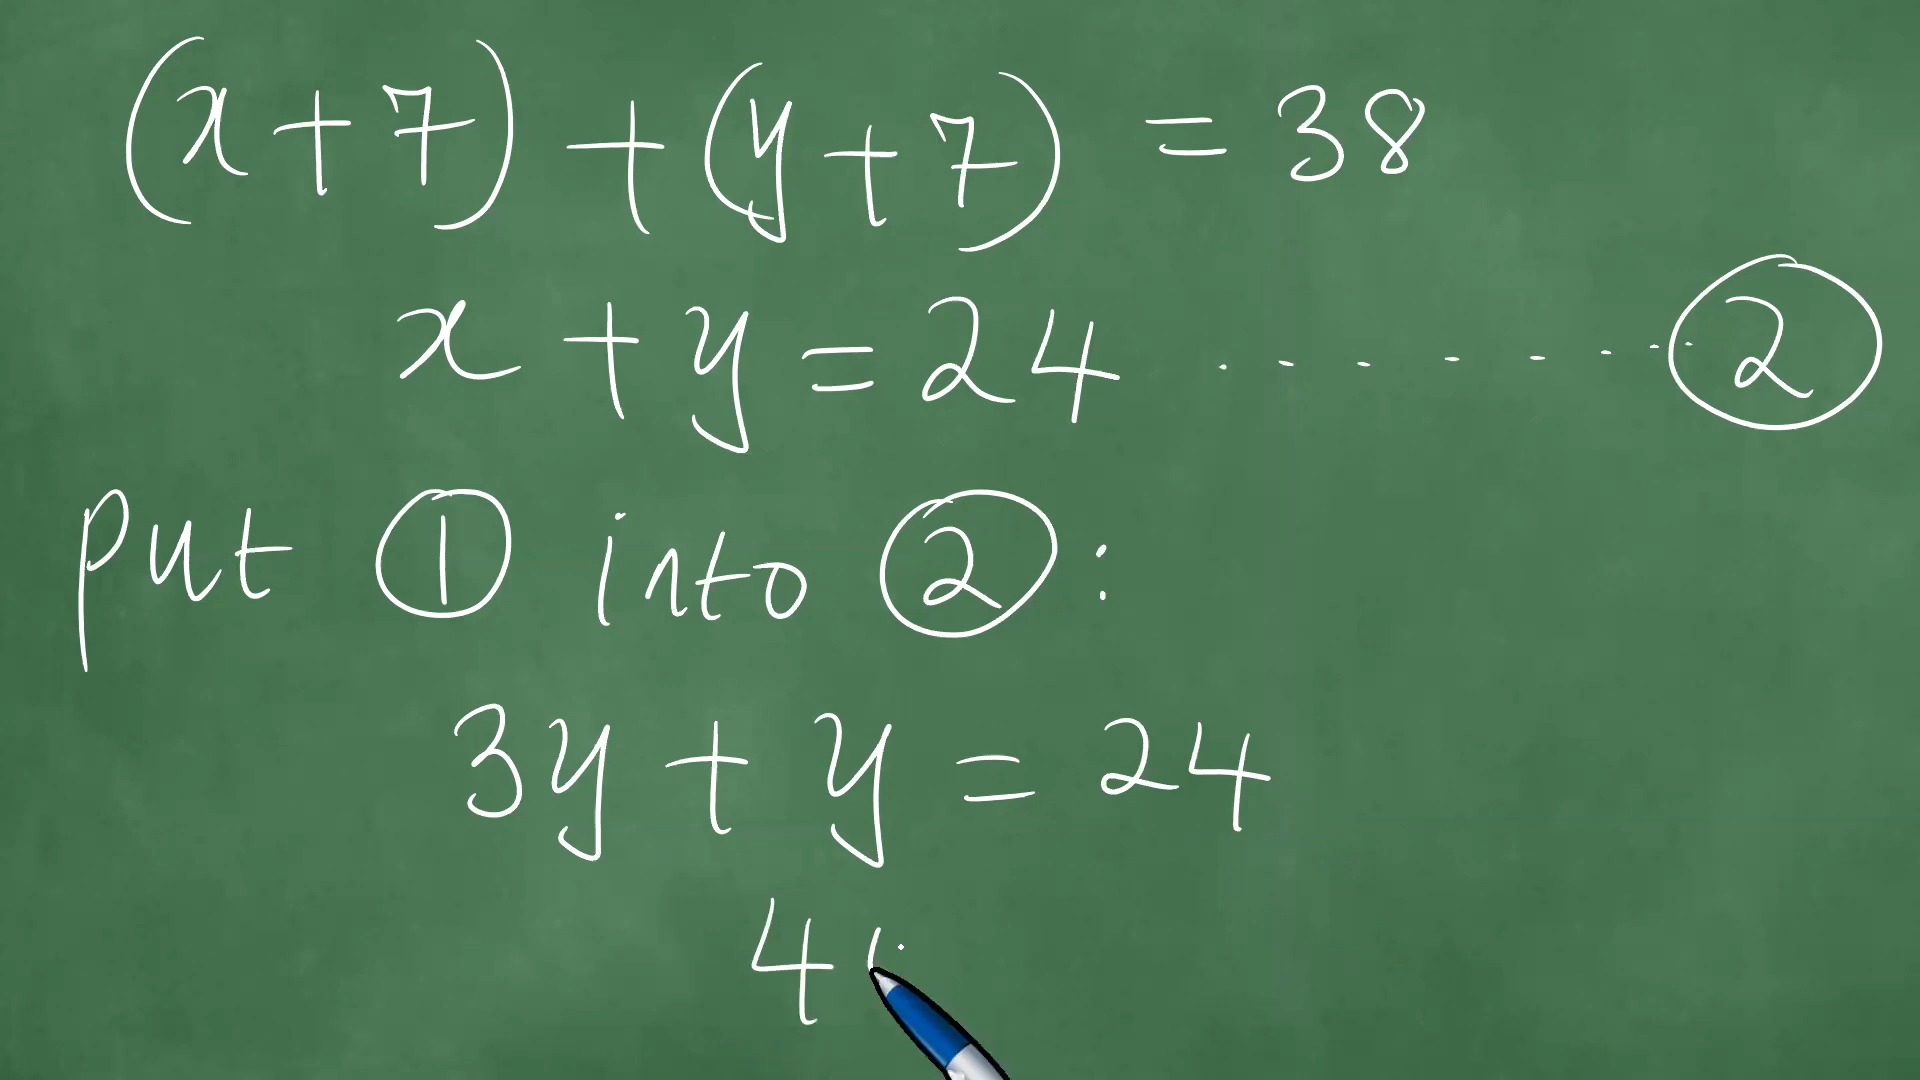 (x+7) + (y+7) = 38
x + y = 24 . - - - - - - . ②
Put ① into ② :
3y + y = 24
4